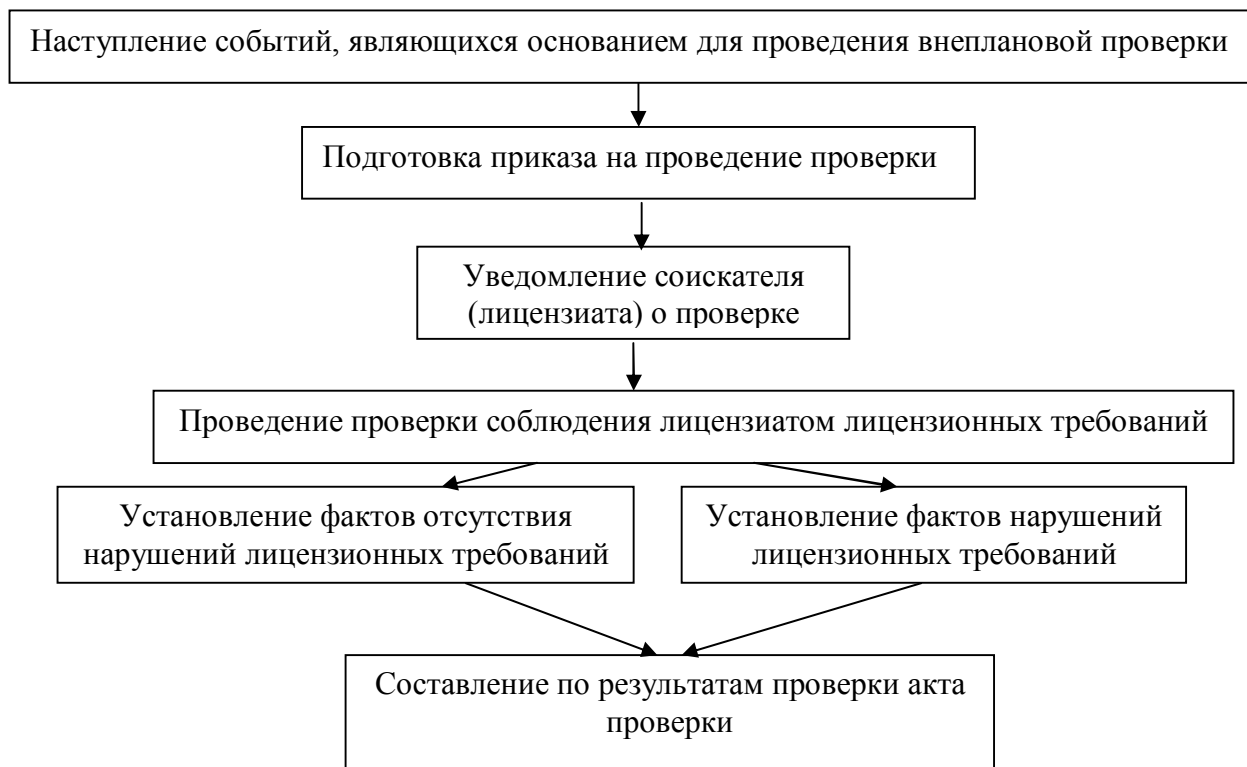 Наступление событий, являющихся основанием для проведения внеплановой проверки
Подготовка приказа на проведение проверки
Уведомление соискателя
(лицензиата) о проверке
Проведение проверки соблюдения лицензиатом лицензионных требований
Установление фактов отсутствия
нарушений лицензионных требований
Установление фактов нарушений
лицензионных требований
Составление по результатам проверки акта
проверки